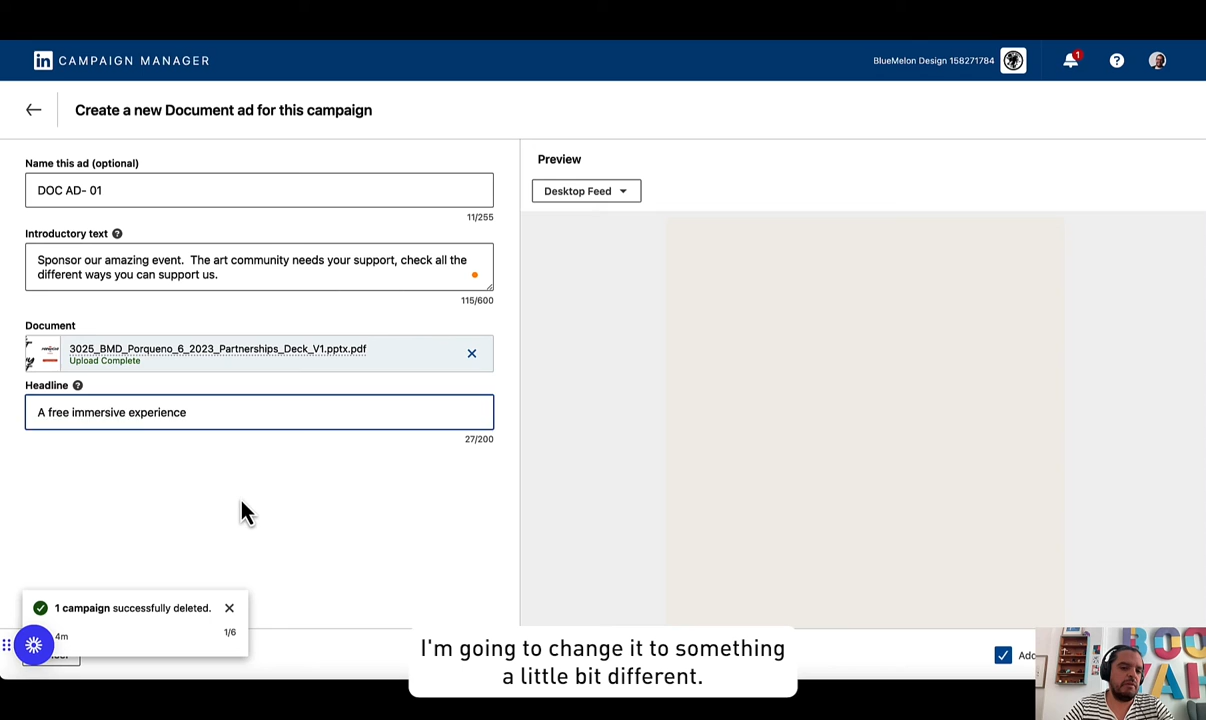 in CAMPAIGN MANAGER
BlueMelon Design 158271784
1
Create a new Document ad for this campaign
Name this ad (optional)
DOC AD- 01
11/255
Introductory text
Sponsor our amazing event.  The art community needs your support, check all the
different ways you can support us.
115/600
Document
3025_BMD_Porqueno_6_2023_Partnerships_Deck_V1.pptx.pdf
Upload Complete
Headline
A free immersive experience
27/200
Preview
Desktop Feed
1 campaign successfully deleted.
4m
1/6
I'm going to change it to something
a little bit different.